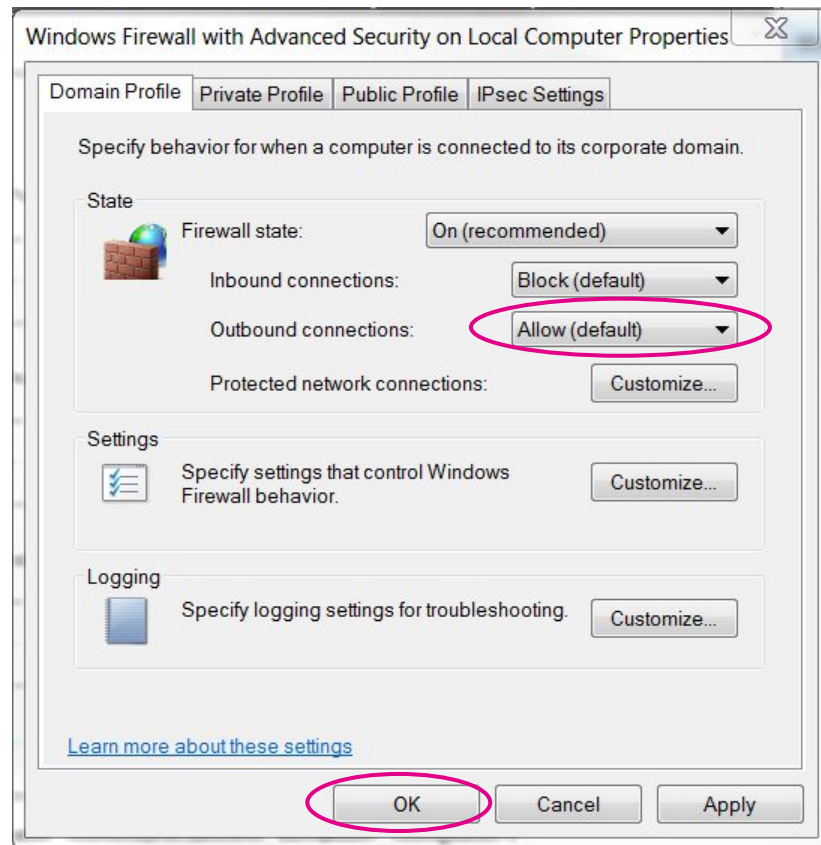 Windows Firewall with Advanced Security on Local Computer Properties
Domain Profile Private Profile Public Profile IPsec Settings
Specify behavior for when a computer is connected to its corporate domain.
State
Firewall state: On (recommended)
Inbound connections: Block (default)
Outbound connections: Allow (default)
Protected network connections: Customize...
Settings
Specify settings that control Windows
Firewall behavior.
Customize...
Logging
Specify logging settings for troubleshooting. Customize...
Learn more about these settings
OK Cancel Apply